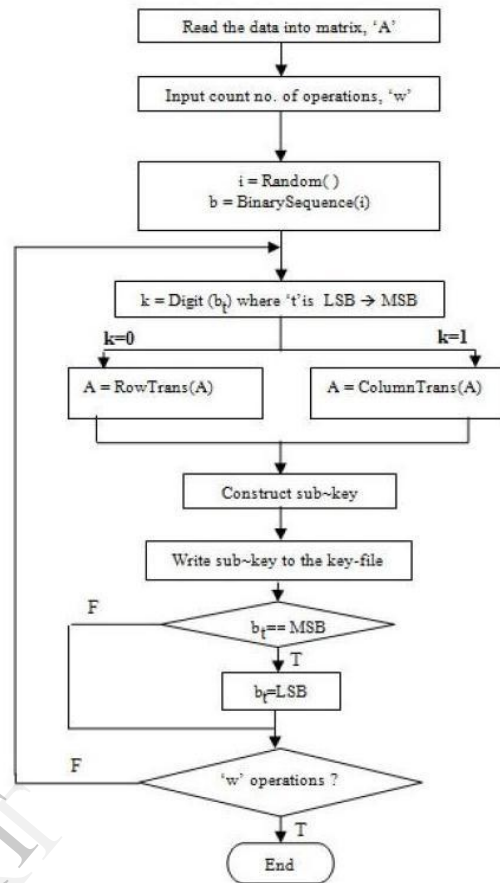 Read the data into matrix, 'A'
Input count no. of operations, 'w'
i = Random( )
b = BinarySequence(i)
k = Digit (bt) where 't'is LSB → MSB
k=0
k=1
A = RowTrans(A)
A = ColumnTrans(A)
Construct sub~key
Write sub~key to the key-file
F
bt== MSB
T
bt=LSB
F
'w' operations ?
T
End